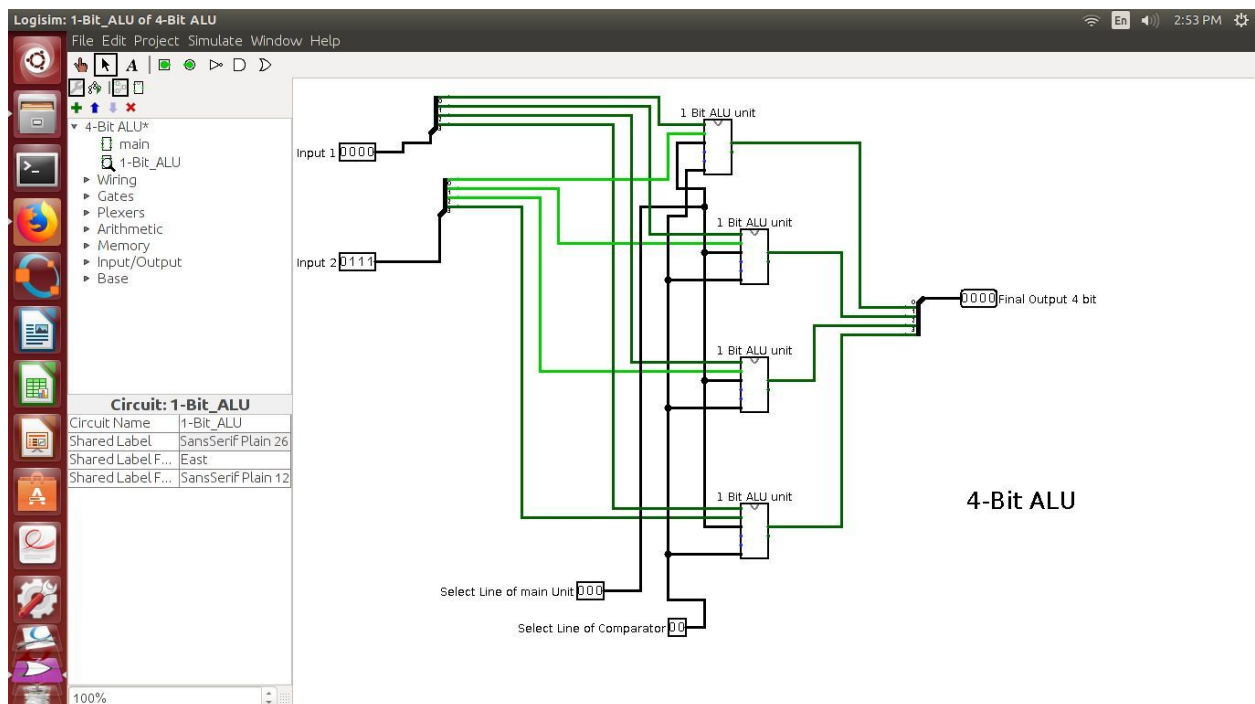 Logisim: 1-Bit_ALU of 4-Bit ALU
En
2:53 PM
File Edit Project Simulate Window Help
A
4-Bit ALU*
main
1-Bit_ALU
Wiring
Gates
Plexers
Arithmetic
Memory
Input/Output
Base
Circuit: 1-Bit_ALU
Circuit Name 1-Bit_ALU
Shared Label SansSerif Plain 26
Shared Label F... East
Shared Label F... SansSerif Plain 12
100%
1 Bit ALU unit
Input 1 0000
1 Bit ALU unit
Input 2 0111
0000 Final Output 4 bit
1 Bit ALU unit
1 Bit ALU unit
4-Bit ALU
Select Line of main Unit 000
Select Line of Comparator 00